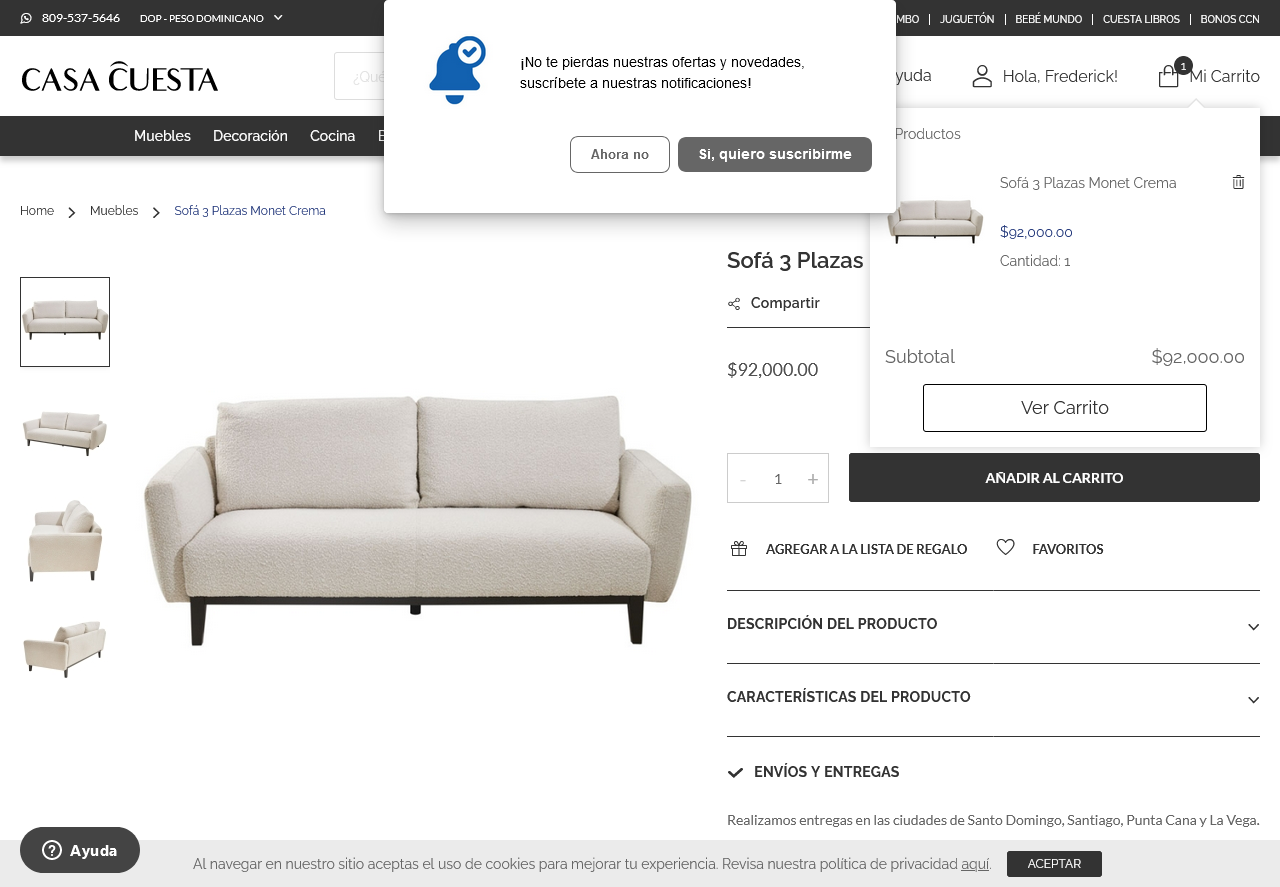 809-537-5646
DOP - PESO DOMINICANO
JUGUETÓN
BEBÉ MUNDO
CUESTA LIBROS
BONOS CCN
¡No te pierdas nuestras ofertas y novedades,
suscríbete a nuestras notificaciones!
Ahora no
Si, quiero suscribirme
CASA CUESTA
Hola, Frederick!
1
Mi Carrito
Muebles
Decoración
Cocina
Productos
Sofá 3 Plazas Monet Crema
$92,000.00
Cantidad: 1
Subtotal
$92,000.00
Ver Carrito
Home
Muebles
Sofá 3 Plazas Monet Crema
Sofá 3 Plazas
Compartir
$92,000.00
-
1
+
AÑADIR AL CARRITO
AGREGAR A LA LISTA DE REGALO
FAVORITOS
DESCRIPCIÓN DEL PRODUCTO
CARACTERÍSTICAS DEL PRODUCTO
ENVÍOS Y ENTREGAS
Realizamos entregas en las ciudades de Santo Domingo, Santiago, Punta Cana y La Vega.
Ayuda
Al navegar en nuestro sitio aceptas el uso de cookies para mejorar tu experiencia. Revisa nuestra política de privacidad aquí.
ACEPTAR